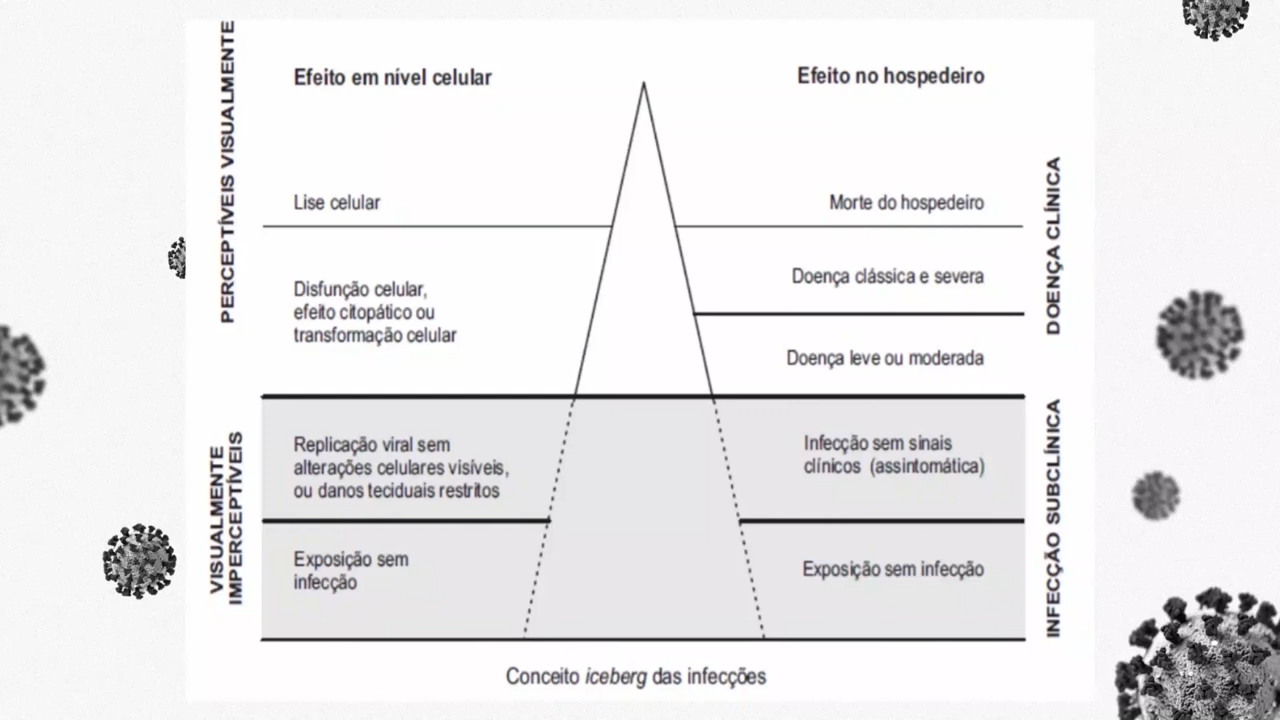 PERCEPTÍVEIS VISUALMENTE
Efeito em nível celular
Efeito no hospedeiro
Lise celular
Morte do hospedeiro
Disfunção celular,
efeito citopático ou
transformação celular
Doença clássica e severa
Doença leve ou moderada
DOENÇA CLÍNICA
VISUALMENTE
IMPERCEPTÍVEIS
Replicação viral sem
alterações celulares visíveis,
ou danos teciduais restritos
Infecção sem sinais
clínicos (assintomática)
Exposição sem
infecção
Exposição sem infecção
INFECÇÃO SUBCLÍNICA
Conceito iceberg das infecções